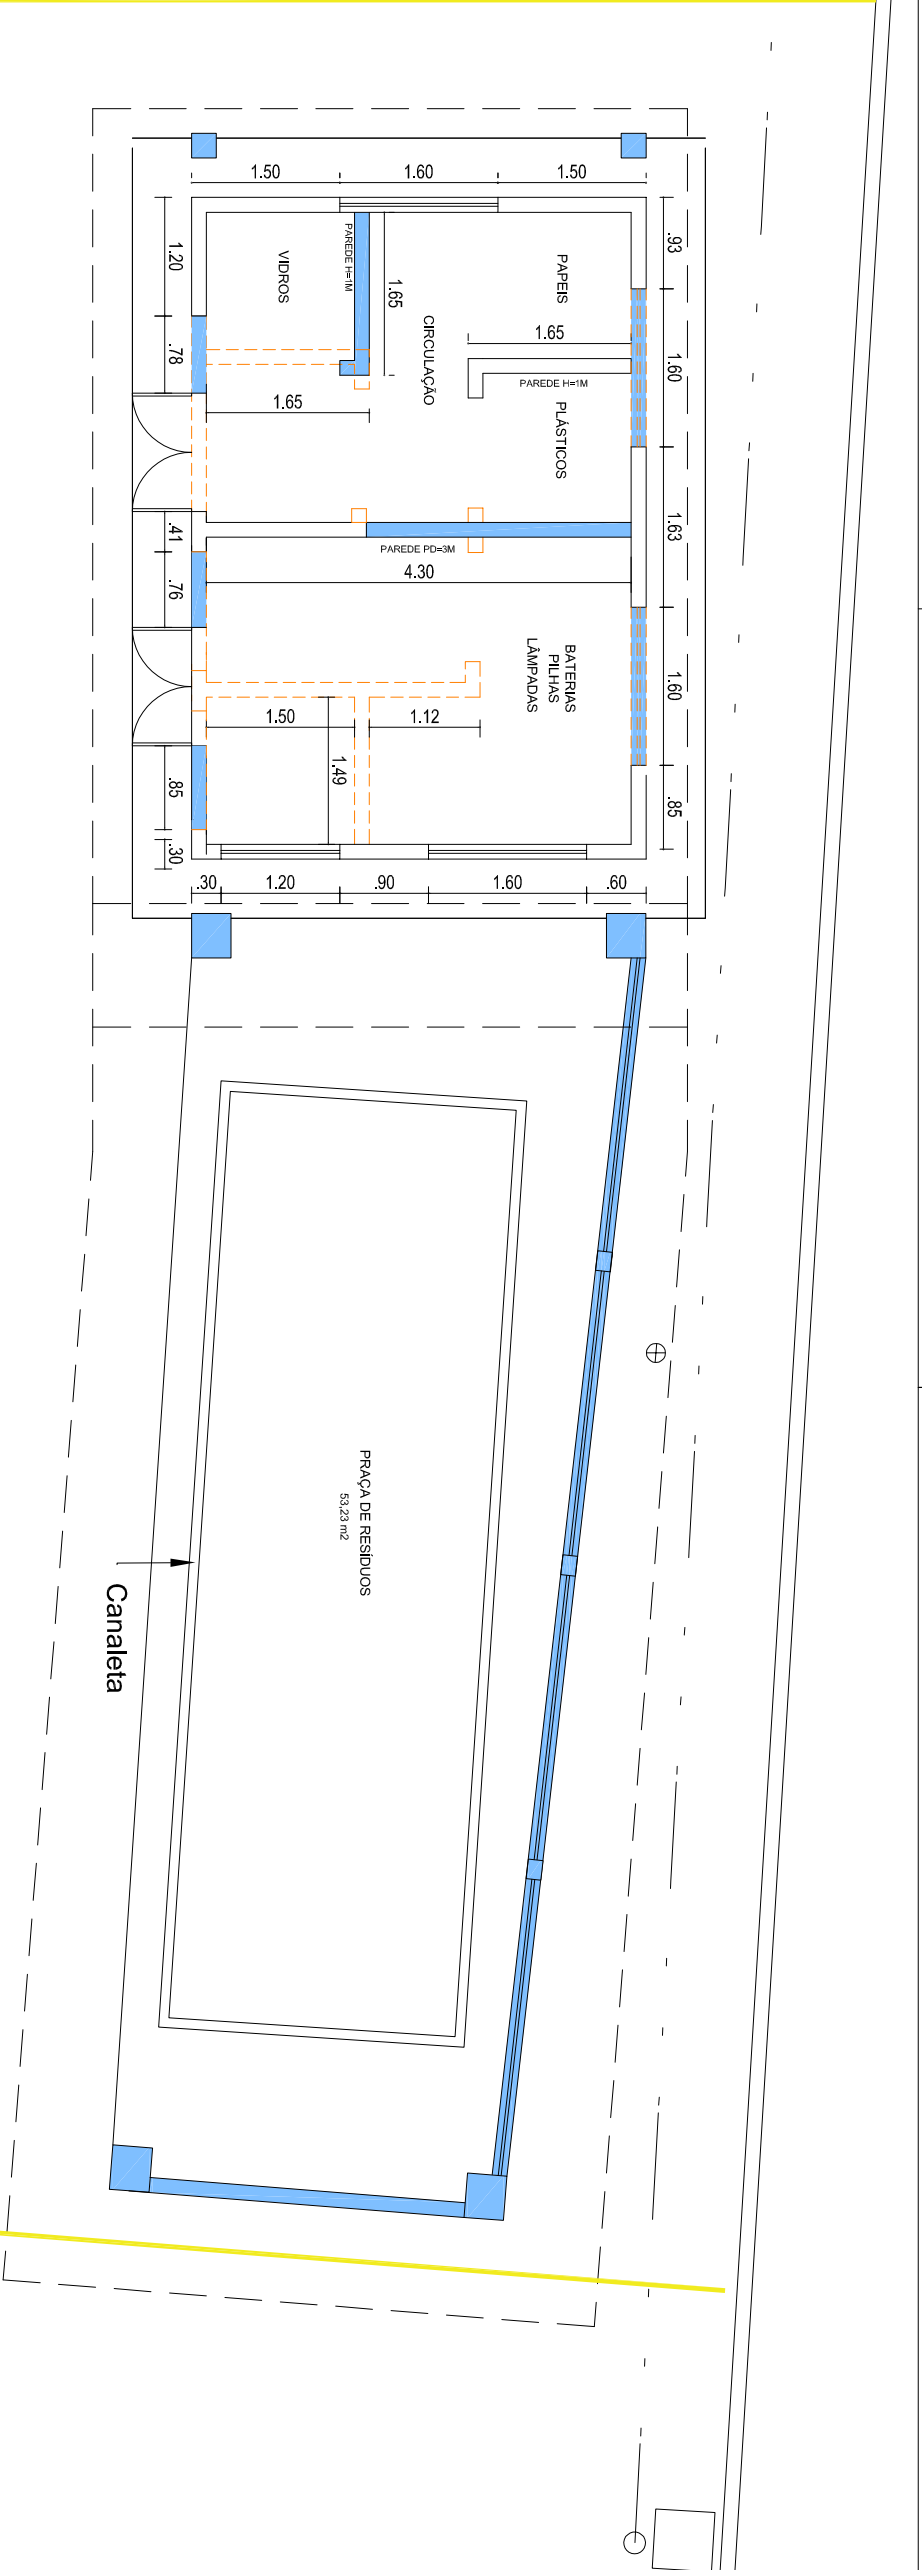 1.50
1.60
1.50
.93
1.60
1.63
1.60
.85
1.20
.78
.41
.76
.85
.30
PAPEIS
1.65
PAREDE H=1M
PLÁSTICOS
CIRCULAÇÃO
1.65
PAREDE H=1M
VIDROS
1.65
PAREDE PD=3M
4.30
BATERIAS
PILHAS
LÂMPADAS
1.50
1.12
1.49
.30
1.20
.90
1.60
.60
PRAÇA DE RESÍDUOS
53,23 m2
Canaleta